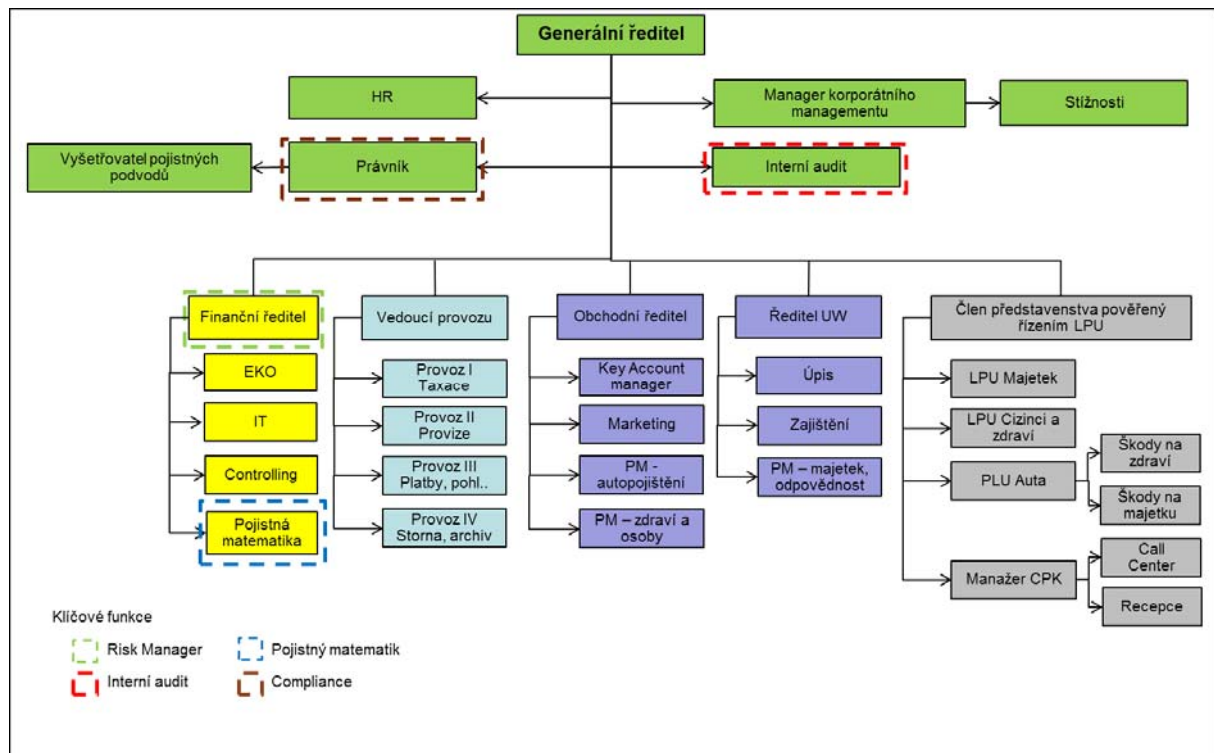 Generální ředitel
HR
Manager korporátního
managementu
Stížnosti
Vyšetřovatel pojistných
podvodů
Právník
Interní audit
Finanční ředitel
Vedoucí provozu
Obchodní ředitel
Ředitel UW
Člen představenstva pověřený
řízením LPU
EKO
IT
Controlling
Pojistná
matematika
Provoz I
Taxace
Provoz II
Provize
Provoz III
Platby, pohl..
Provoz IV
Storna, archiv
Key Account
manager
Marketing
PM -
autopojištění
PM – zdraví a
osoby
Úpis
Zajištění
PM – majetek,
odpovědnost
LPU Majetek
LPU Cizinci a
zdraví
PLU Auta
Škody na
zdraví
Škody na
majetku
Manažer CPK
Call
Center
Recepce
Klíčové funkce
Risk Manager
Pojistný matematik
Interní audit
Compliance